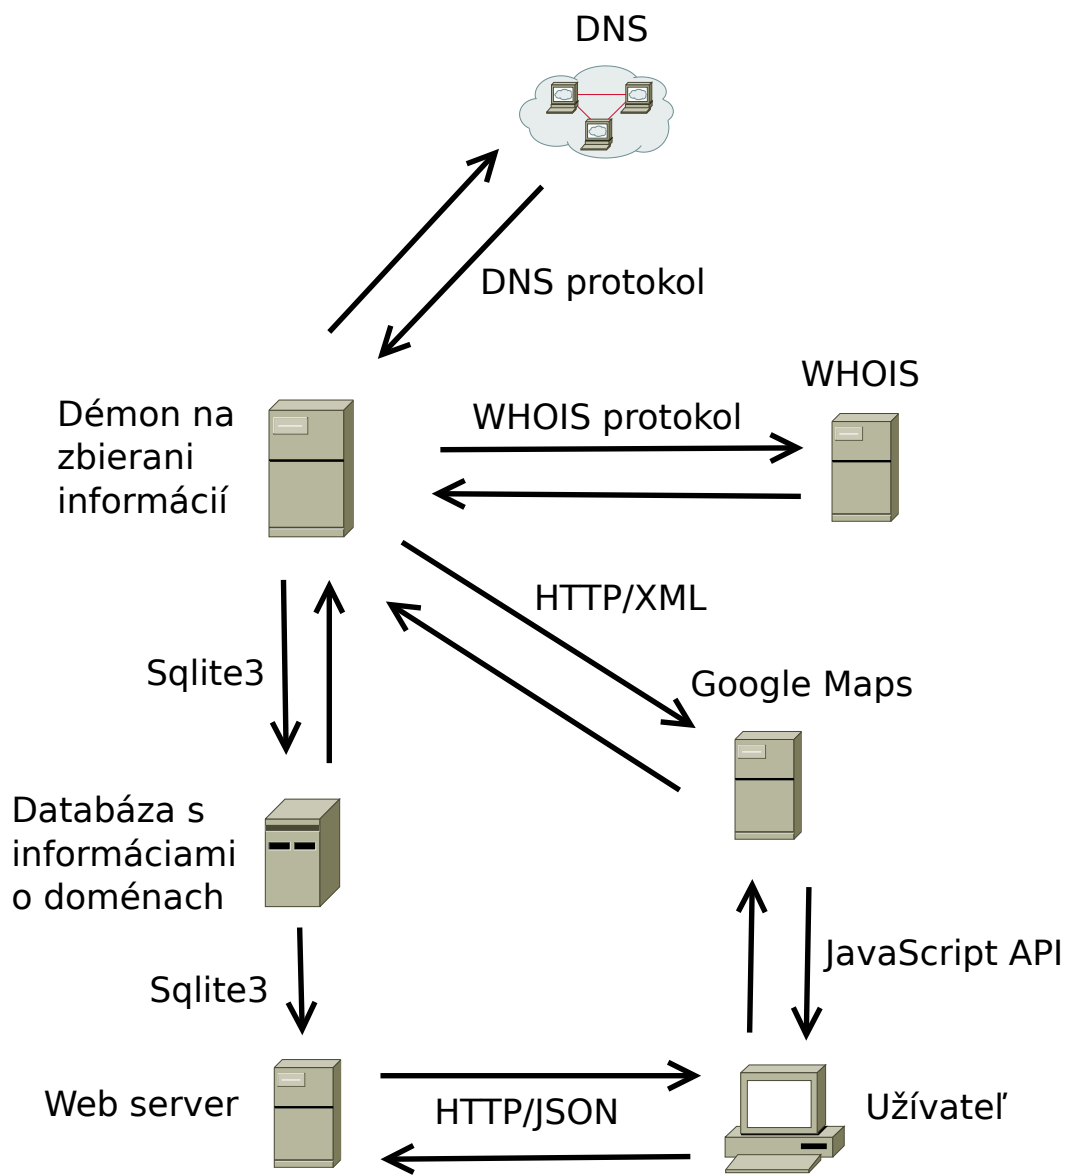 DNS
DNS protokol
WHOIS
Démon na
zbierani
informácií
WHOIS protokol
HTTP/XML
Sqlite3
Google Maps
Databáza s
informáciami
o doménach
JavaScript API
Sqlite3
Web server
HTTP/JSON
Užívateľ